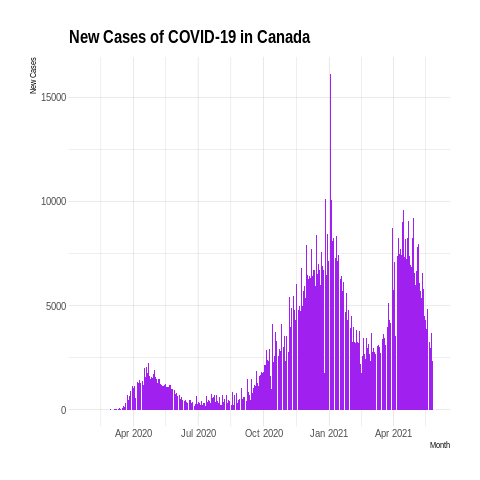 New Cases of COVID-19 in Canada
New Cases
15000
10000
5000
0
Apr 2020 Jul 2020 Oct 2020 Jan 2021 Apr 2021
Month